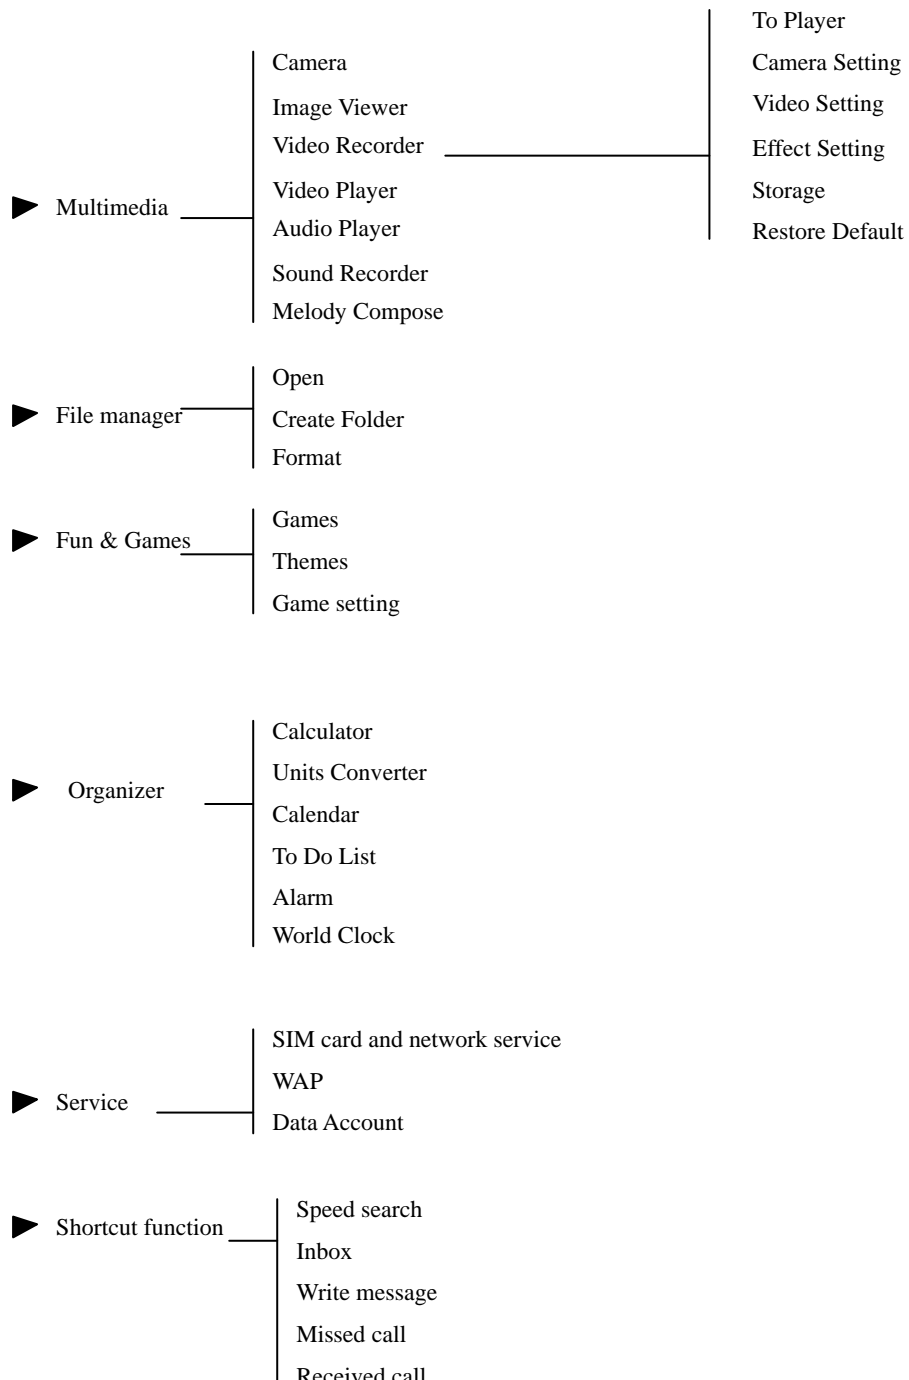 To Player
Camera Setting
Video Setting
Effect Setting
Storage
Restore Default
Multimedia
Camera
Image Viewer
Video Recorder
Video Player
Audio Player
Sound Recorder
Melody Compose
File manager
Open
Create Folder
Format
Fun & Games
Games
Themes
Game setting
Organizer
Calculator
Units Converter
Calendar
To Do List
Alarm
World Clock
Service
SIM card and network service
WAP
Data Account
Shortcut function
Speed search
Inbox
Write message
Missed call
Received call